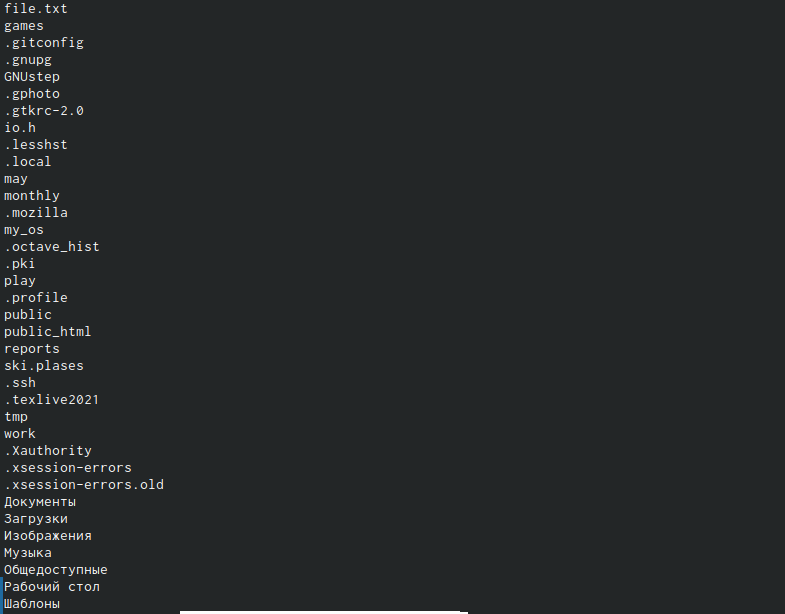 file.txt
games
.gitconfig
.gnupg
GNUstep
.gphoto
.gtkrc-2.0
io.h
.lesshst
.local
may
monthly
.mozilla
my_os
.octave_hist
.pki
play
.profile
public
public_html
reports
ski.plases
.ssh
.texlive2021
tmp
work
.Xauthority
.xsession-errors
.xsession-errors.old
Документы
Загрузки
Изображения
Музыка
Общедоступные
Рабочий стол
Шаблоны